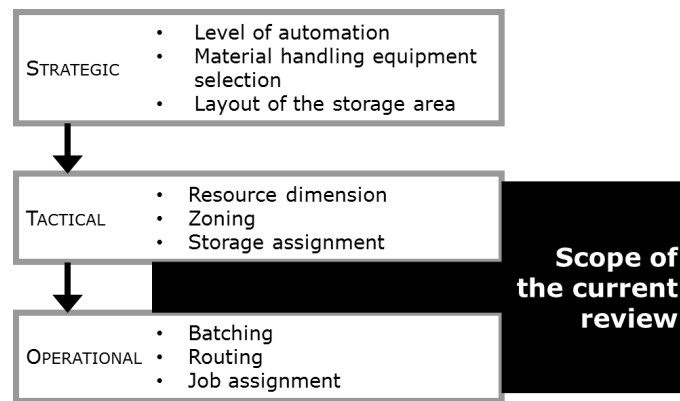 STRATEGIC
• Level of automation
• Material handling equipment
selection
• Layout of the storage area
TACTICAL
• Resource dimension
• Zoning
• Storage assignment
Scope of
the current
review
OPERATIONAL
• Batching
• Routing
• Job assignment